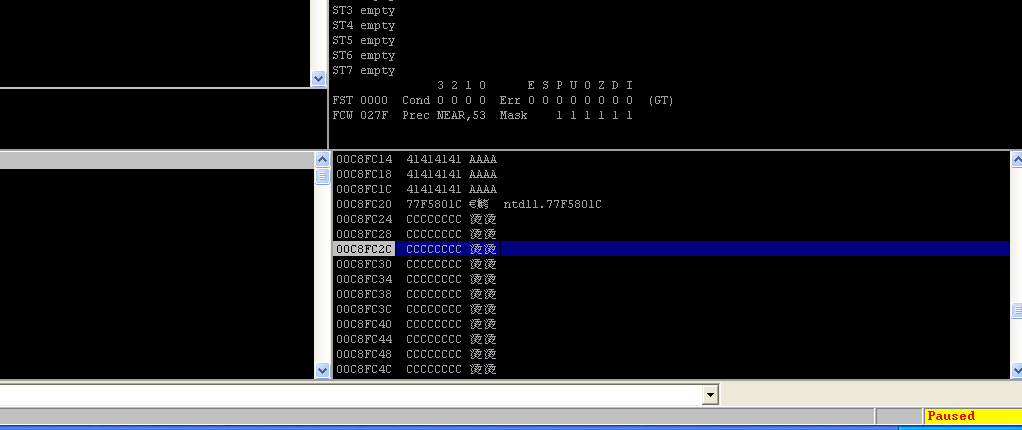 ST3 empty
ST4 empty
ST5 empty
ST6 empty
ST7 empty
3 2 1 0 E S P U O Z D I
FST 0000 Cond 0 0 0 0 Err 0 0 0 0 0 0 0 0 (GT)
FCW 027F Prec NEAR,53 Mask 1 1 1 1 1 1
00C8FC14 41414141 AAAA
00C8FC18 41414141 AAAA
00C8FC1C 41414141 AAAA
00C8FC20 77F5801C ntdll.77F5801C
00C8FC24 CCCCCCCC 烫烫
00C8FC28 CCCCCCCC 烫烫
00C8FC2C CCCCCCCC 烫烫
00C8FC30 CCCCCCCC 烫烫
00C8FC34 CCCCCCCC 烫烫
00C8FC38 CCCCCCCC 烫烫
00C8FC3C CCCCCCCC 烫烫
00C8FC40 CCCCCCCC 烫烫
00C8FC44 CCCCCCCC 烫烫
00C8FC48 CCCCCCCC 烫烫
00C8FC4C CCCCCCCC 烫烫
Paused